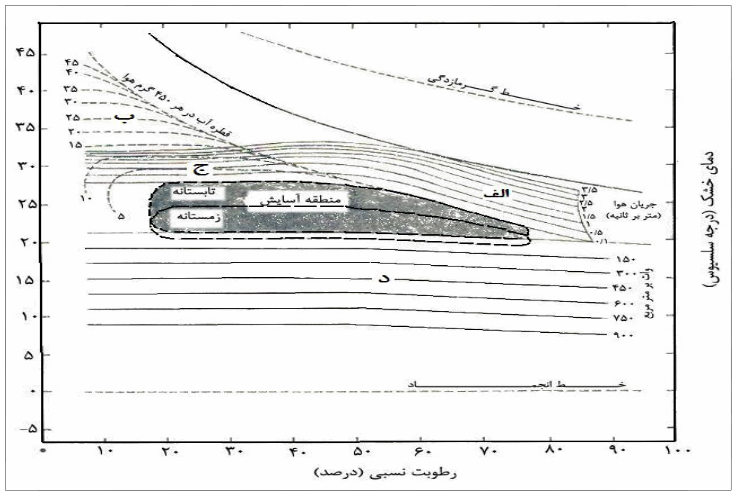 ۴۵
۴۰
۳۵
۳۰
۲۵
۲۰
۱۵
۱۰
۵
۰
-۵
۴۵
۴۰
۳۵
۳۰
۲۵
۲۰
۱۵
۱۰
۵
قطره آب در هر ۴۵۰ گرم هوا
خط گرمازدگی
ب
ج
الف
تابستانه
منطقه آسایش
زمستانه
۳/۵
۲/۵
۱/۵
۱
۰/۵
۰/۱
جریان هوا
(متر بر ثانیه)
د
۱۵۰
۳۰۰
۴۵۰
۶۰۰
۷۵۰
۹۰۰
وات بر متر مربع
خط انجماد
دمای خشک (درجه سلسیوس)
۰
۱۰
۲۰
۳۰
۴۰
۵۰
۶۰
۷۰
۸۰
۹۰
۱۰۰
رطوبت نسبی (درصد)